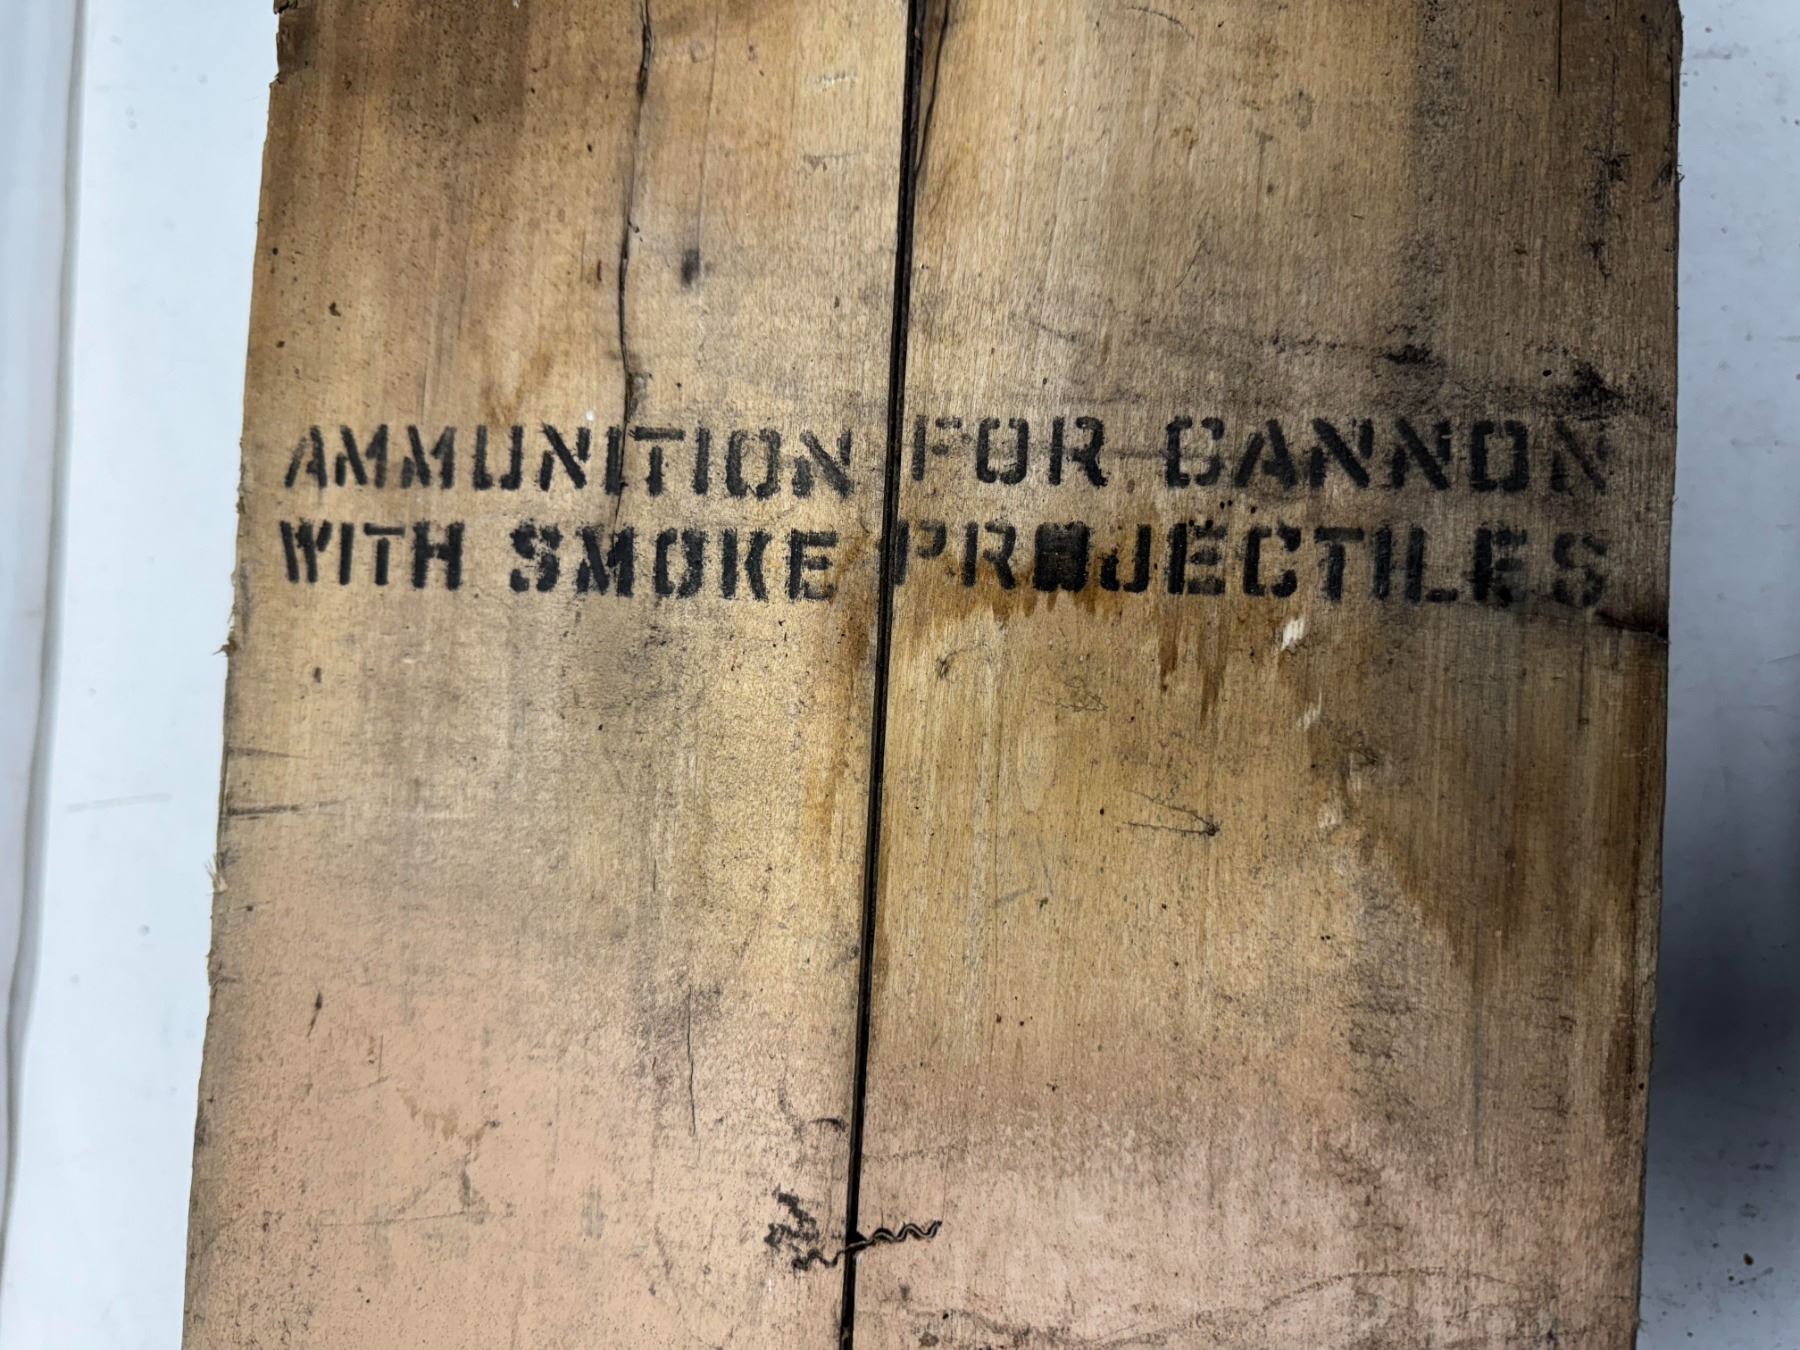 AMMUNITION FOR CANNON
WITH SMOKE PROJECTILES